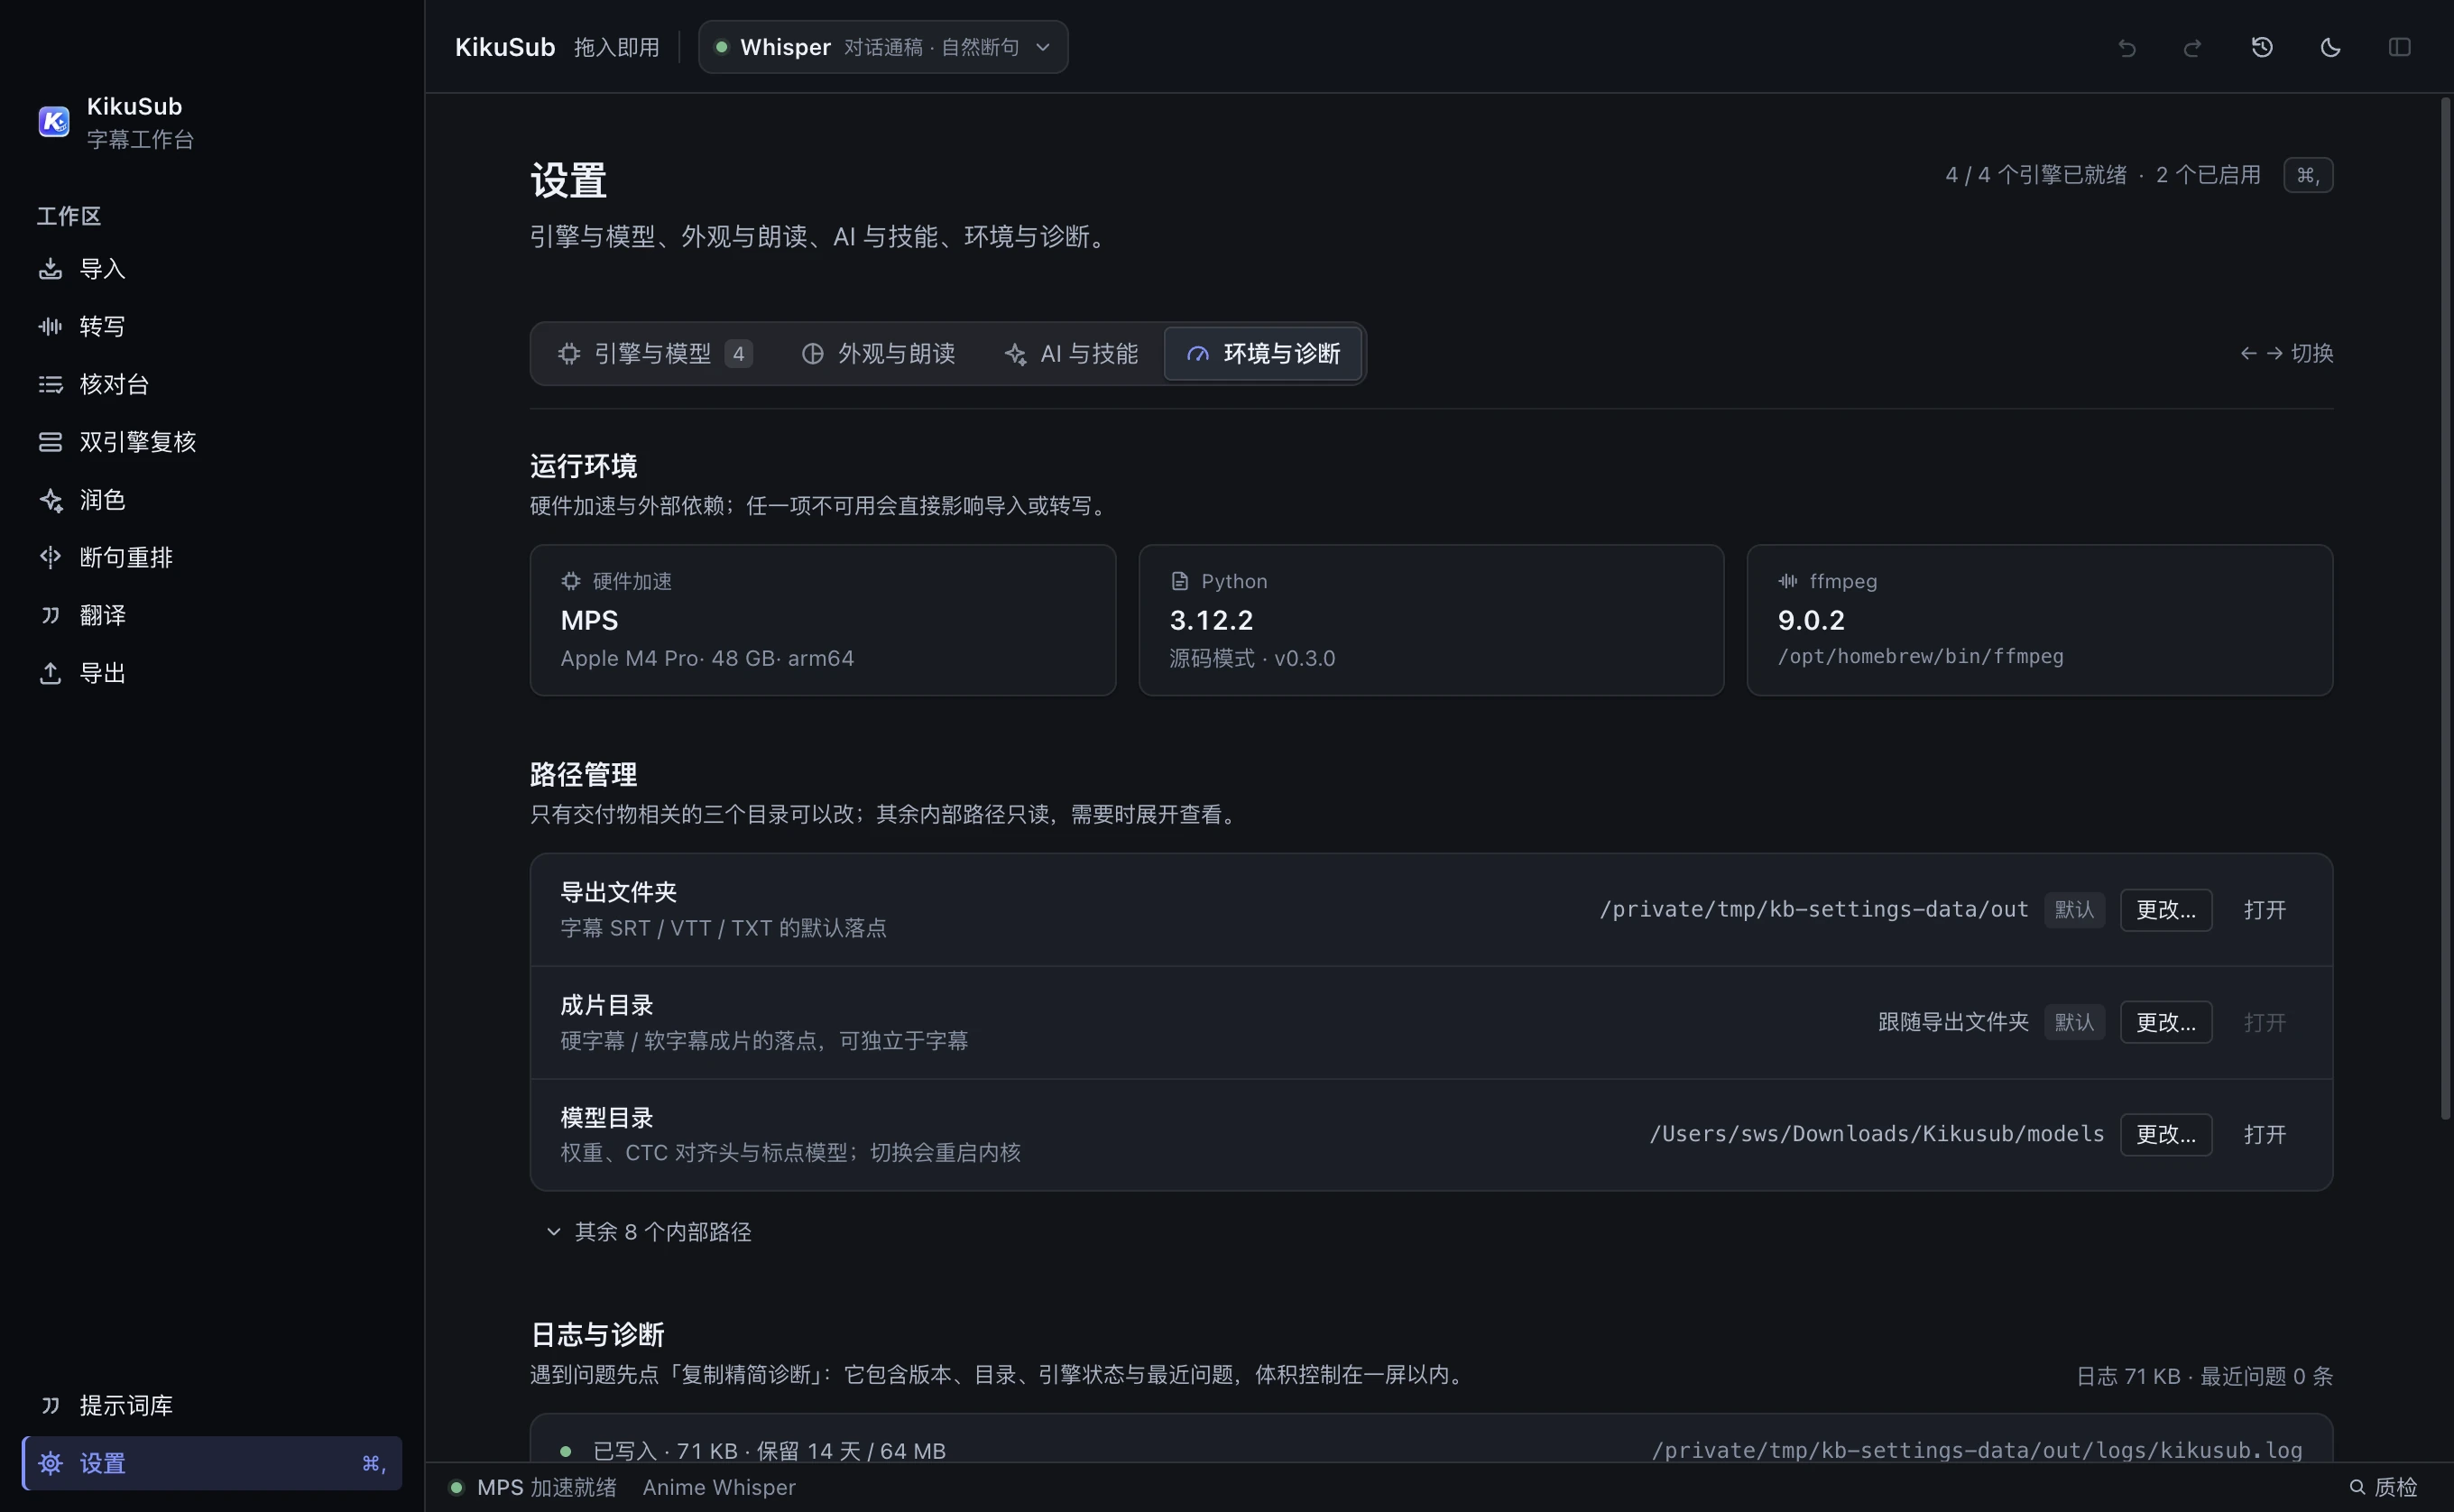 KikuSub
字幕工作台
工作区
导入
转写
核对台
双引擎复核
润色
断句重排
翻译
导出
提示词库
设置 ⌘,
KikuSub 拖入即用 Whisper 对话通稿 · 自然断句
设置
4 / 4 个引擎已就绪 · 2 个已启用 ⌘,
引擎与模型、外观与朗读、AI 与技能、环境与诊断。
引擎与模型 4 外观与朗读 AI 与技能 环境与诊断 ← → 切换
运行环境
硬件加速与外部依赖；任一项不可用会直接影响导入或转写。
硬件加速
MPS
Apple M4 Pro· 48 GB· arm64
Python
3.12.2
源码模式 · v0.3.0
ffmpeg
9.0.2
/opt/homebrew/bin/ffmpeg
路径管理
只有交付物相关的三个目录可以改；其余内部路径只读，需要时展开查看。
导出文件夹
字幕 SRT / VTT / TXT 的默认落点
/private/tmp/kb-settings-data/out 默认 更改... 打开
成片目录
硬字幕 / 软字幕成片的落点，可独立于字幕
跟随导出文件夹 默认 更改... 打开
模型目录
权重、CTC 对齐头与标点模型；切换会重启内核
/Users/sws/Downloads/Kikusub/models 更改... 打开
其余 8 个内部路径
日志与诊断
遇到问题先点「复制精简诊断」：它包含版本、目录、引擎状态与最近问题，体积控制在一屏以内。
日志 71 KB · 最近问题 0 条
已写入 · 71 KB · 保留 14 天 / 64 MB
/private/tmp/kb-settings-data/out/logs/kikusub.log
MPS 加速就绪 Anime Whisper 质检